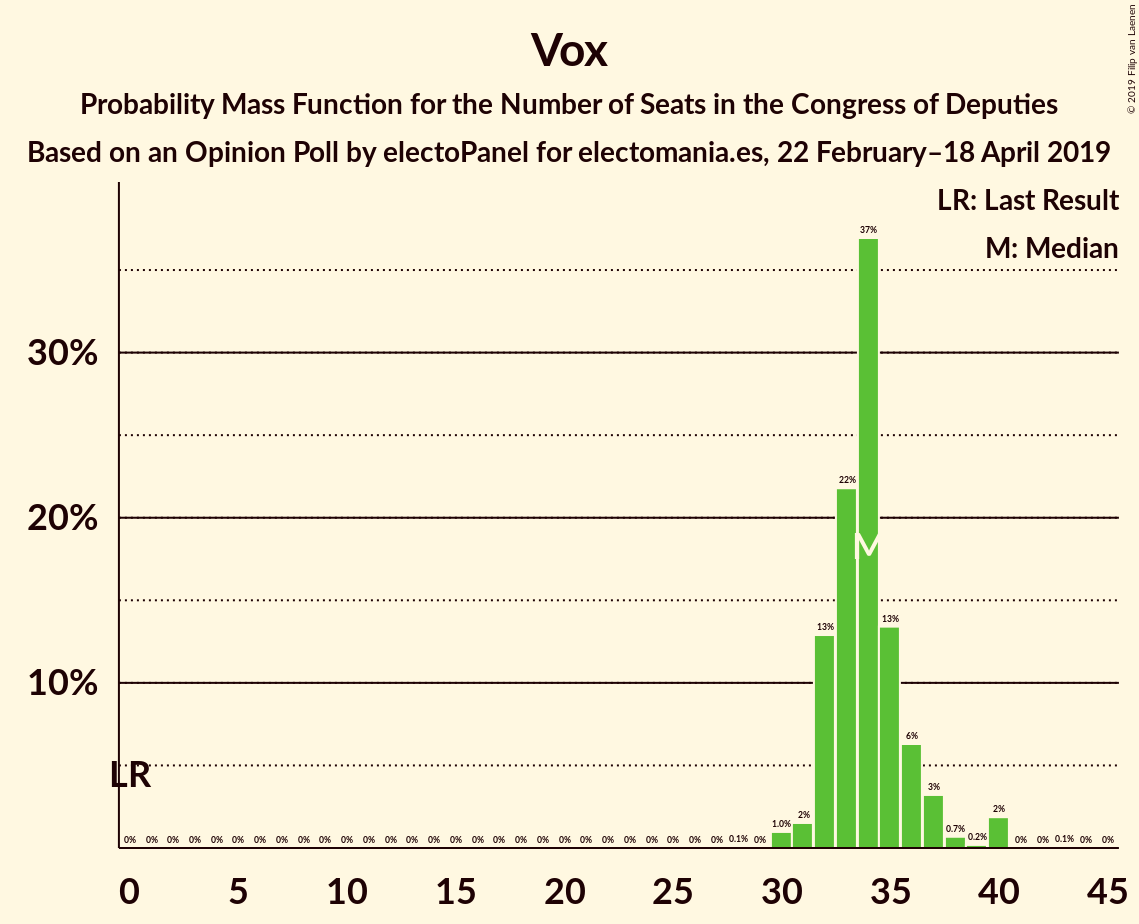 Vox
Probability Mass Function for the Number of Seats in the Congress of Deputies
Based on an Opinion Poll by electoPanel for electomania.es, 22 February–18 April 2019
© 2019 Filip van Laenen
LR: Last Result
M: Median
37%
30%
22%
20%
M
13% 13%
10%
6%
LR
3%
1.0% 2% 0.7% 0.2% 2%
0% 0% 0% 0% 0% 0% 0% 0% 0% 0% 0% 0% 0% 0% 0% 0% 0% 0% 0% 0% 0% 0% 0% 0% 0% 0% 0% 0% 0.1% 0% 0% 0% 0.1% 0% 0%
0 5 10 15 20 25 30 35 40 45